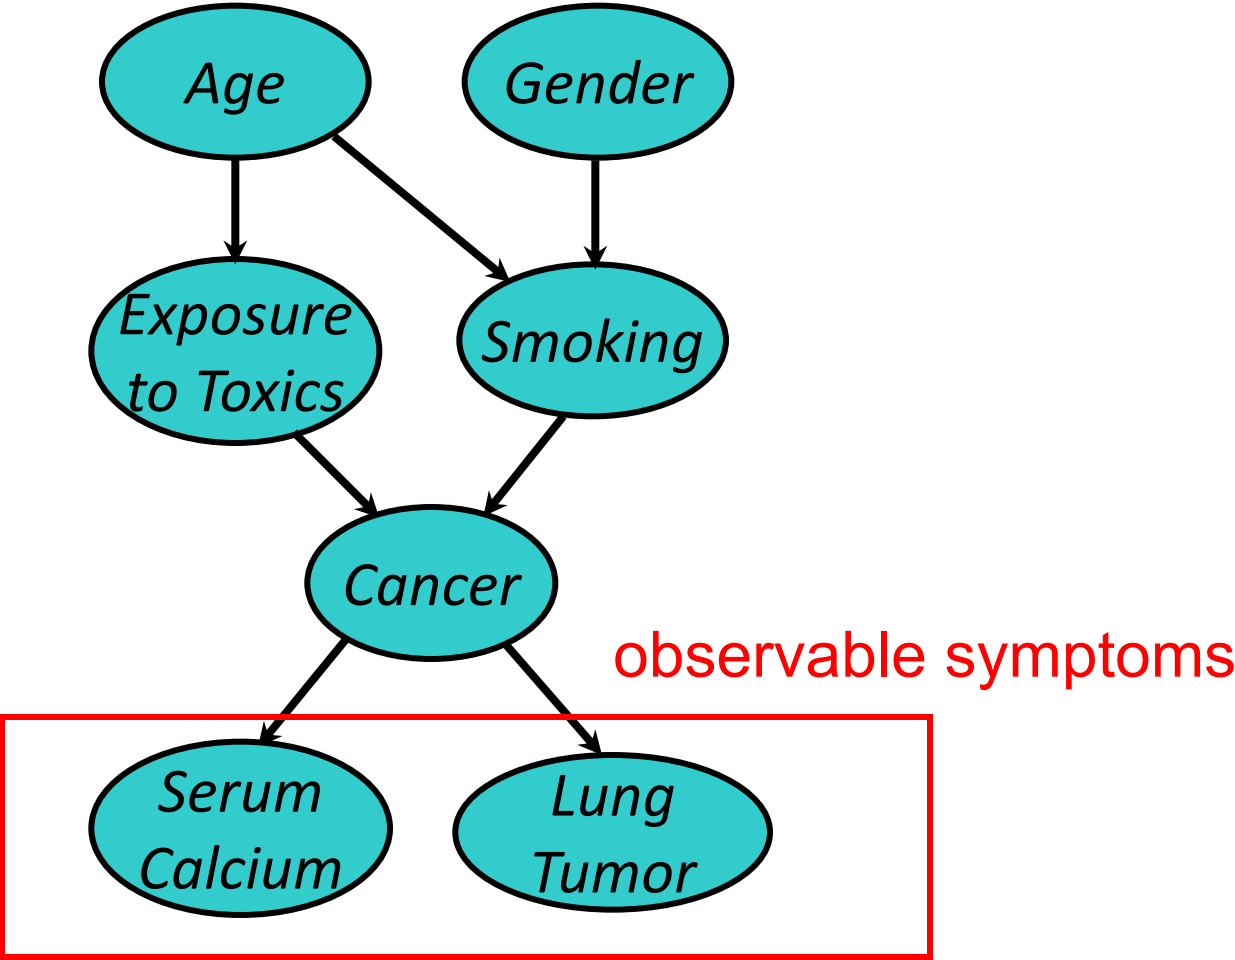 Age
Gender
Exposure
to Toxics
Smoking
Cancer
observable symptoms
Serum
Calcium
Lung
Tumor